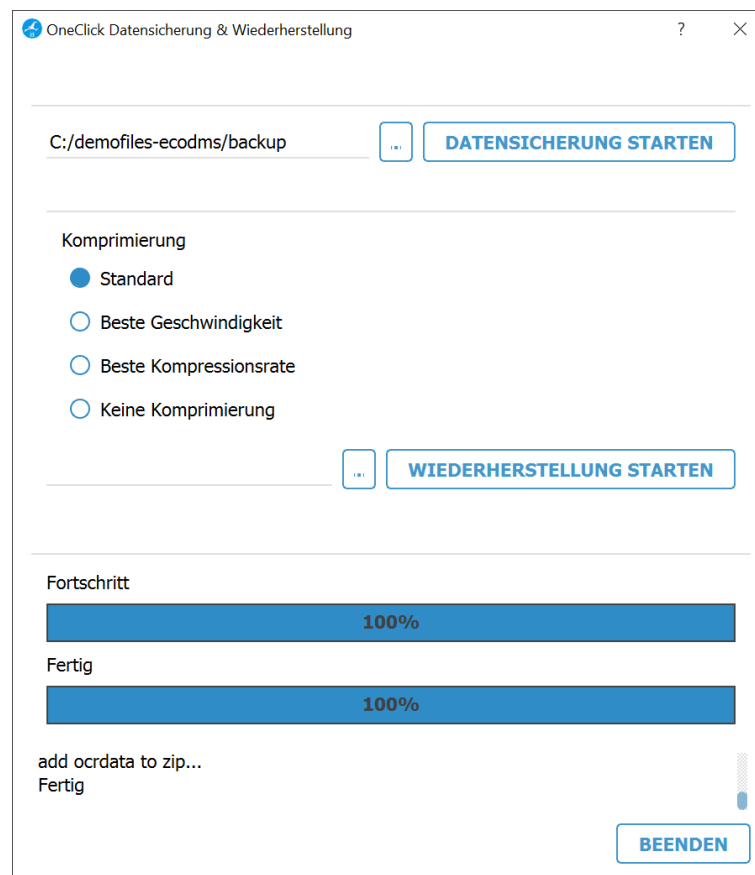 OneClick Datensicherung & Wiederherstellung ?
C:/demofiles-ecodms/backup ... DATENSICHERUNG STARTEN
Komprimierung
Standard
Beste Geschwindigkeit
Beste Kompressionsrate
Keine Komprimierung
... WIEDERHERSTELLUNG STARTEN
Fortschritt
100%
Fertig
100%
add ocrdata to zip...
Fertig
BEENDEN